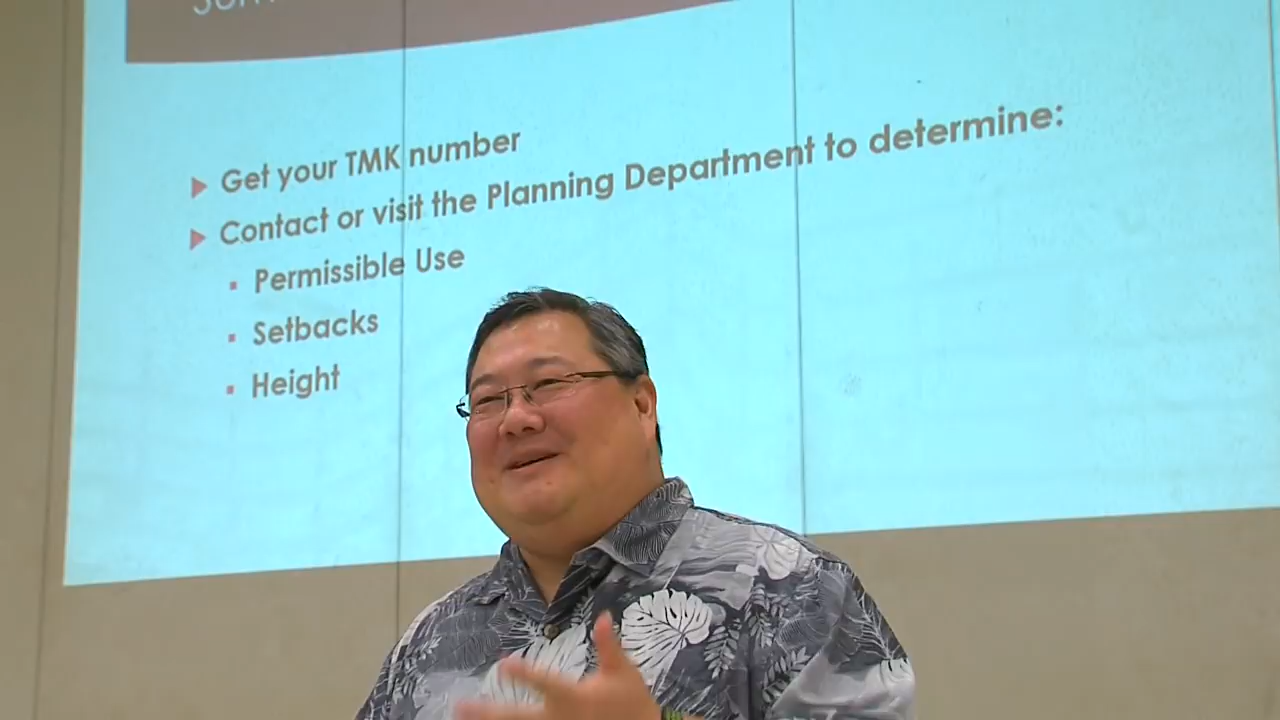 Get your TMK number
Contact or visit the Planning Department to determine:
Permissible Use
Setbacks
Height